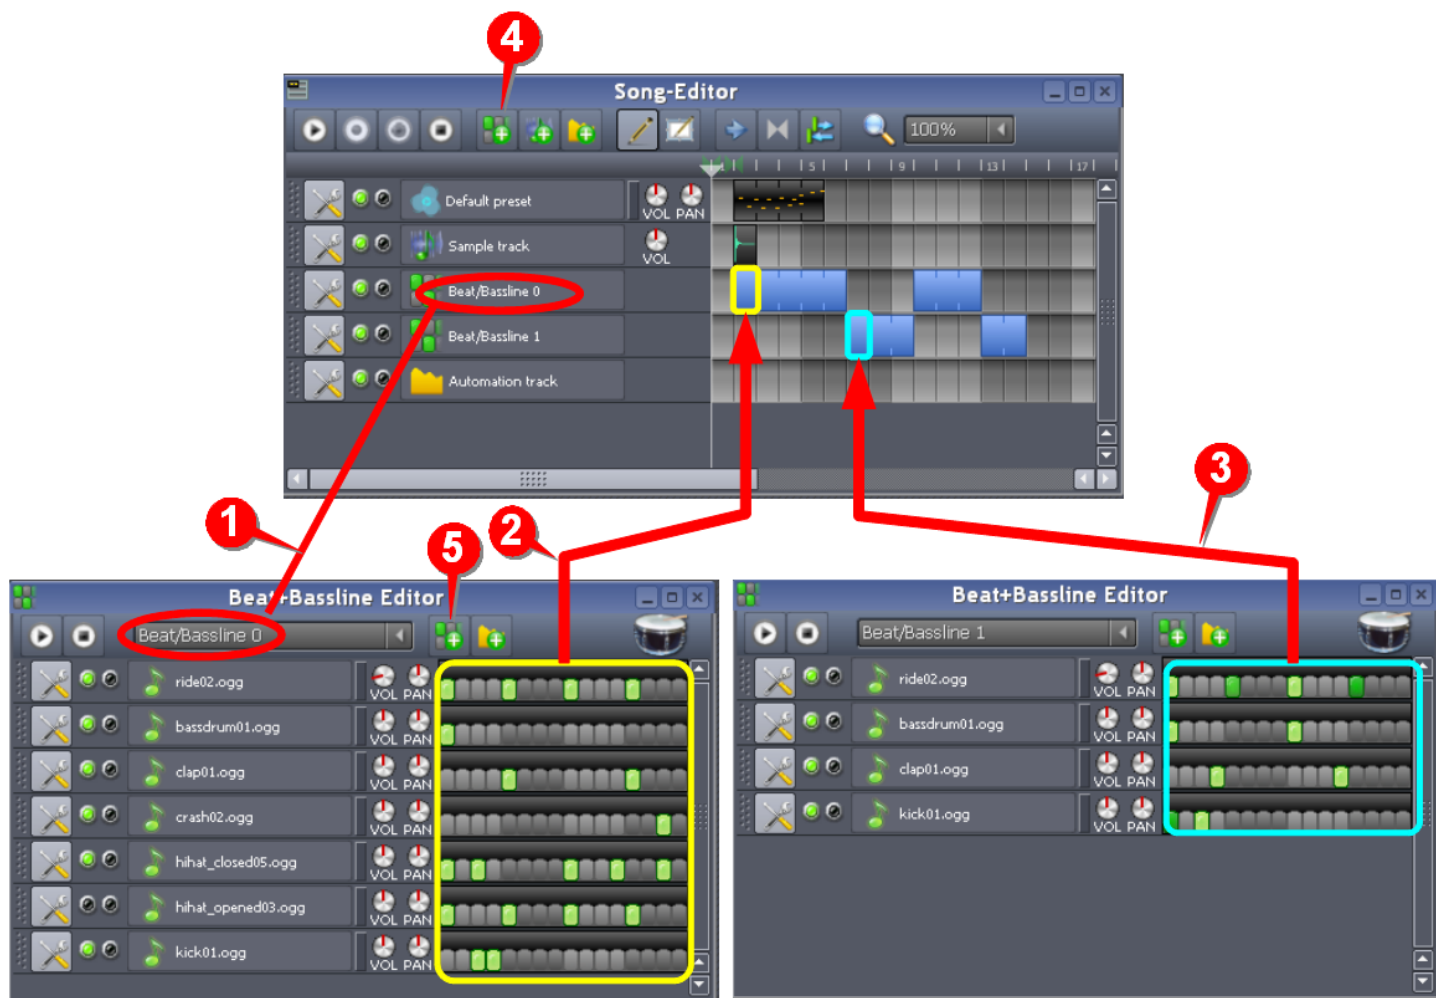 4
Song-Editor
100%
1 5 9 13 17
Default preset VOL PAN
Sample track VOL
Beat/Bassline 0
Beat/Bassline 1
Automation track
3
1
2
5
Beat+Bassline Editor
Beat/Bassline 0
ride02.ogg VOL PAN
bassdrum01.ogg VOL PAN
clap01.ogg VOL PAN
crash02.ogg VOL PAN
hihat_closed05.ogg VOL PAN
hihat_opened03.ogg VOL PAN
kick01.ogg VOL PAN
Beat+Bassline Editor
Beat/Bassline 1
ride02.ogg VOL PAN
bassdrum01.ogg VOL PAN
clap01.ogg VOL PAN
kick01.ogg VOL PAN